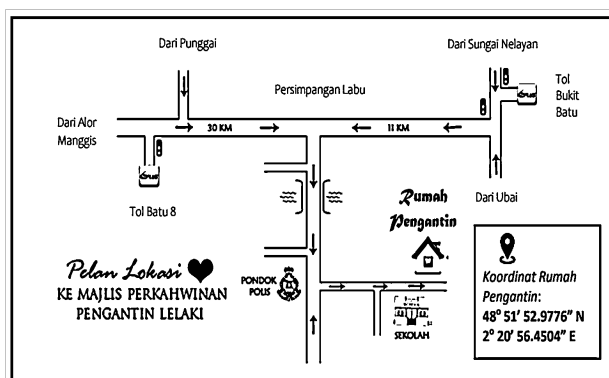 Dari Punggai
Dari Sungai Nelayan
Persimpangan Labu
Tol
Bukit
Batu
Dari Alor
Manggis
30 KM
11 KM
Tol Batu 8
Rumah
Pengantin
Dari Ubai
Pelan Lokasi
KE MAJLIS PERKAHWINAN
PENGANTIN LELAKI
PONDOK
POLIS
SEKOLAH
Koordinat Rumah
Pengantin:
48° 51' 52.9776" N
2° 20' 56.4504" E